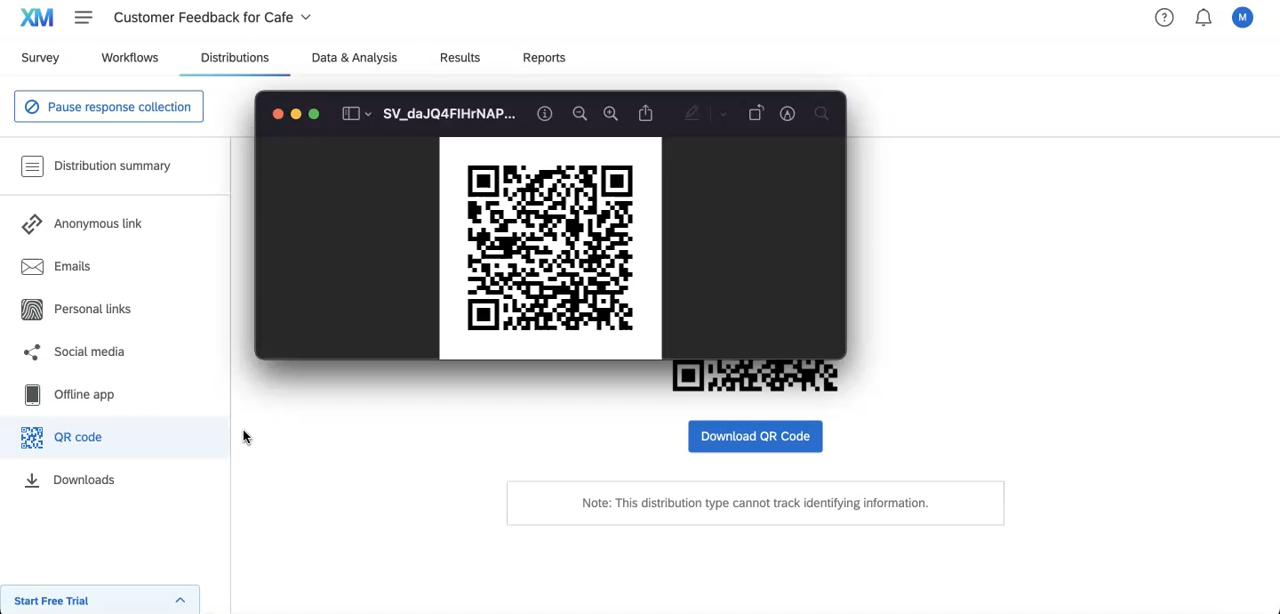 XM
Customer Feedback for Cafe
?
M
Survey
Workflows
Distributions
Data & Analysis
Results
Reports
Pause response collection
SV_daJQ4FIHrNAP...
Distribution summary
Anonymous link
Emails
Personal links
Social media
Offline app
QR code
Downloads
Download QR Code
Note: This distribution type cannot track identifying information.
Start Free Trial